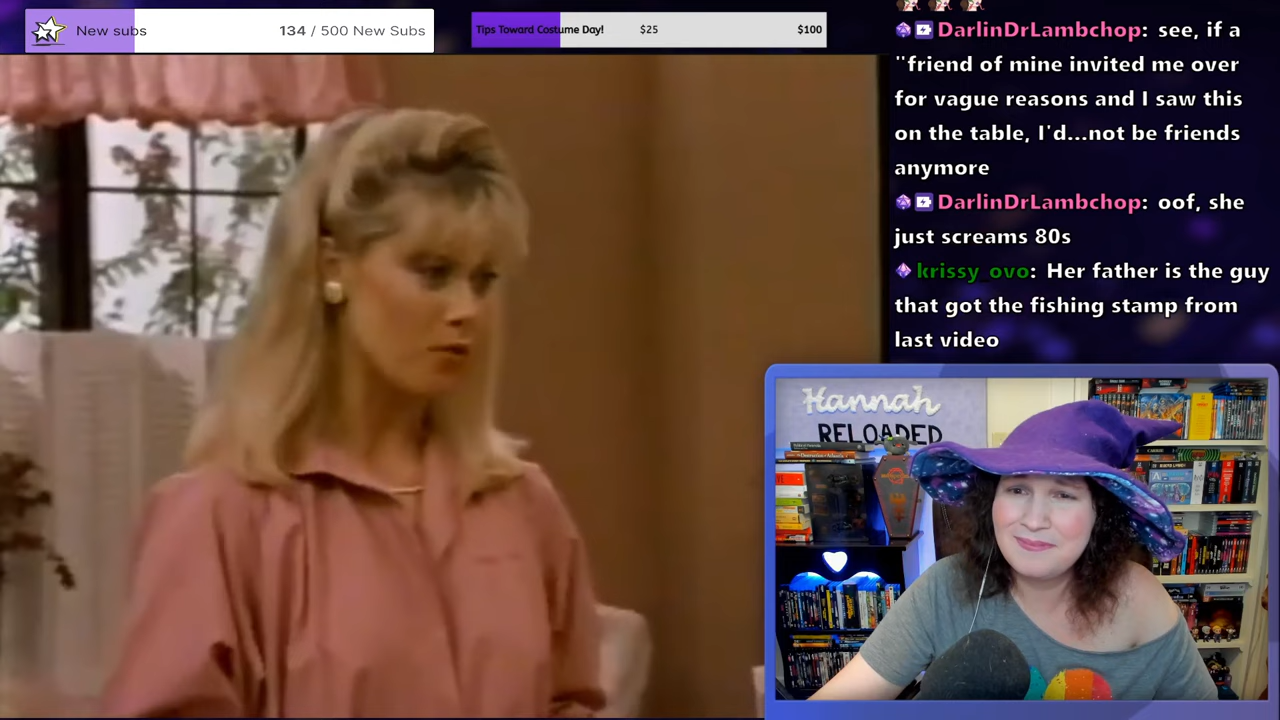 New subs
134 / 500 New Subs
Tips Toward Costume Day!
$25
$100
DarlinDrLambchop: see, if a
"friend of mine invited me over
for vague reasons and I saw this
on the table, I'd...not be friends
anymore
DarlinDrLambchop: oof, she
just screams 80s
krissy_ovo: Her father is the guy
that got the fishing stamp from
last video
Hannah
RELOADED